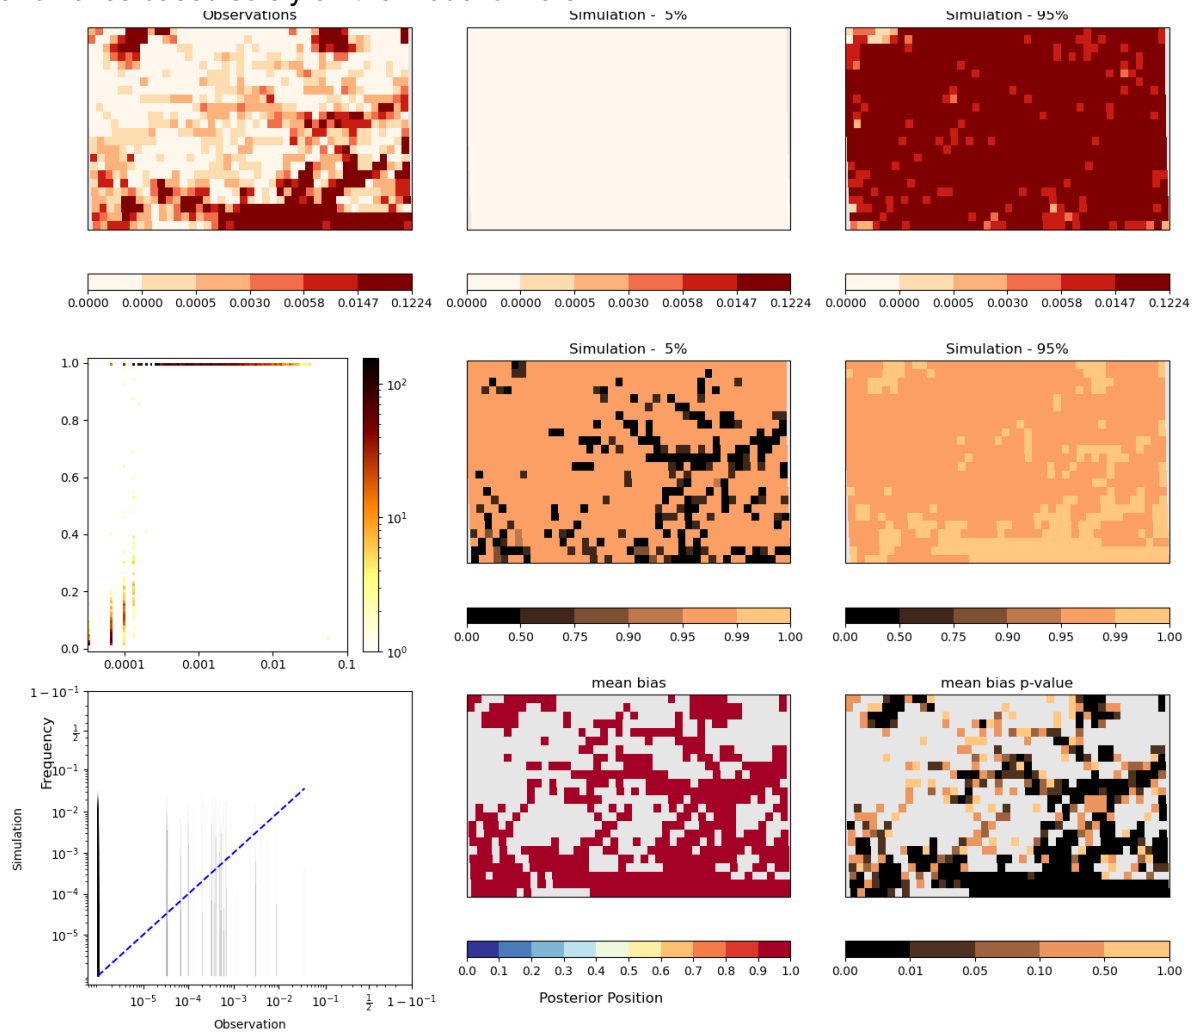 Observations
Simulation -  5%
Simulation - 95%
0.0000 0.0000 0.0005 0.0030 0.0058 0.0147 0.1224
0.0000 0.0000 0.0005 0.0030 0.0058 0.0147 0.1224
0.0000 0.0000 0.0005 0.0030 0.0058 0.0147 0.1224
1.0
0.8
0.6
0.4
0.2
0.0
0.0001 0.001 0.01 0.1
10²
10¹
10⁰
Simulation -  5%
Simulation - 95%
0.00 0.50 0.75 0.90 0.95 0.99 1.00
0.00 0.50 0.75 0.90 0.95 0.99 1.00
1 − 10⁻¹
½
10⁻¹
10⁻²
10⁻³
10⁻⁴
10⁻⁵
Frequency
Simulation
10⁻⁵ 10⁻⁴ 10⁻³ 10⁻² 10⁻¹ ½ 1 − 10⁻¹
Observation
mean bias
mean bias p-value
0.0 0.1 0.2 0.3 0.4 0.5 0.6 0.7 0.8 0.9 1.0
0.00 0.01 0.05 0.10 0.50 1.00
Posterior Position